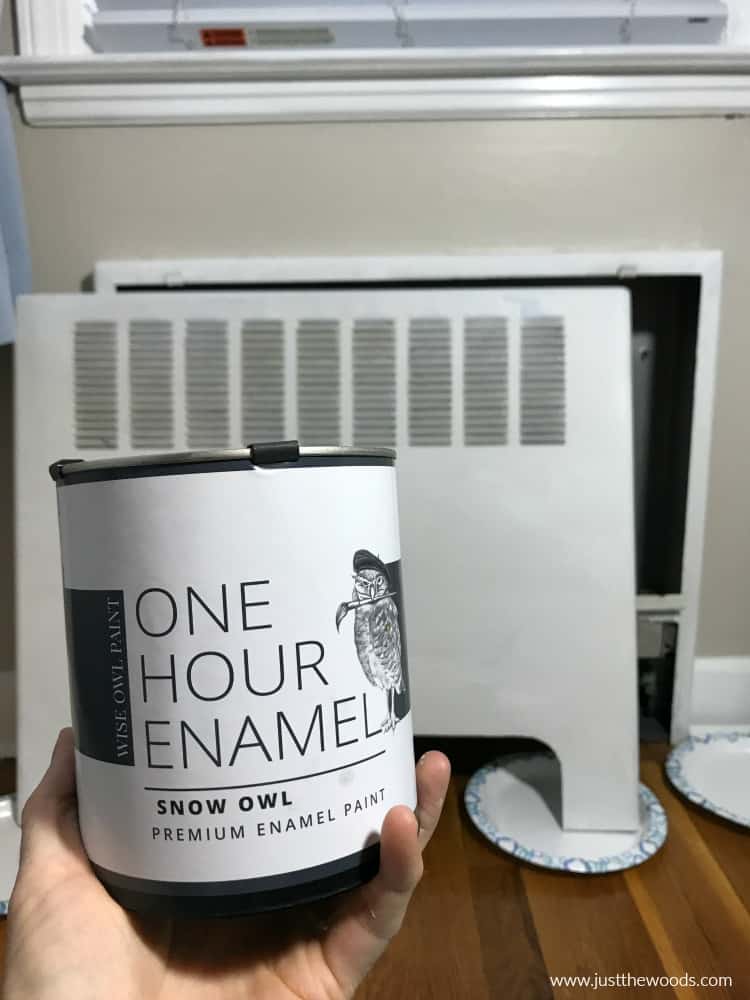 WISE OWL PAINT
ONE
HOUR
ENAMEL
SNOW OWL
PREMIUM ENAMEL PAINT
www.justthewoods.com